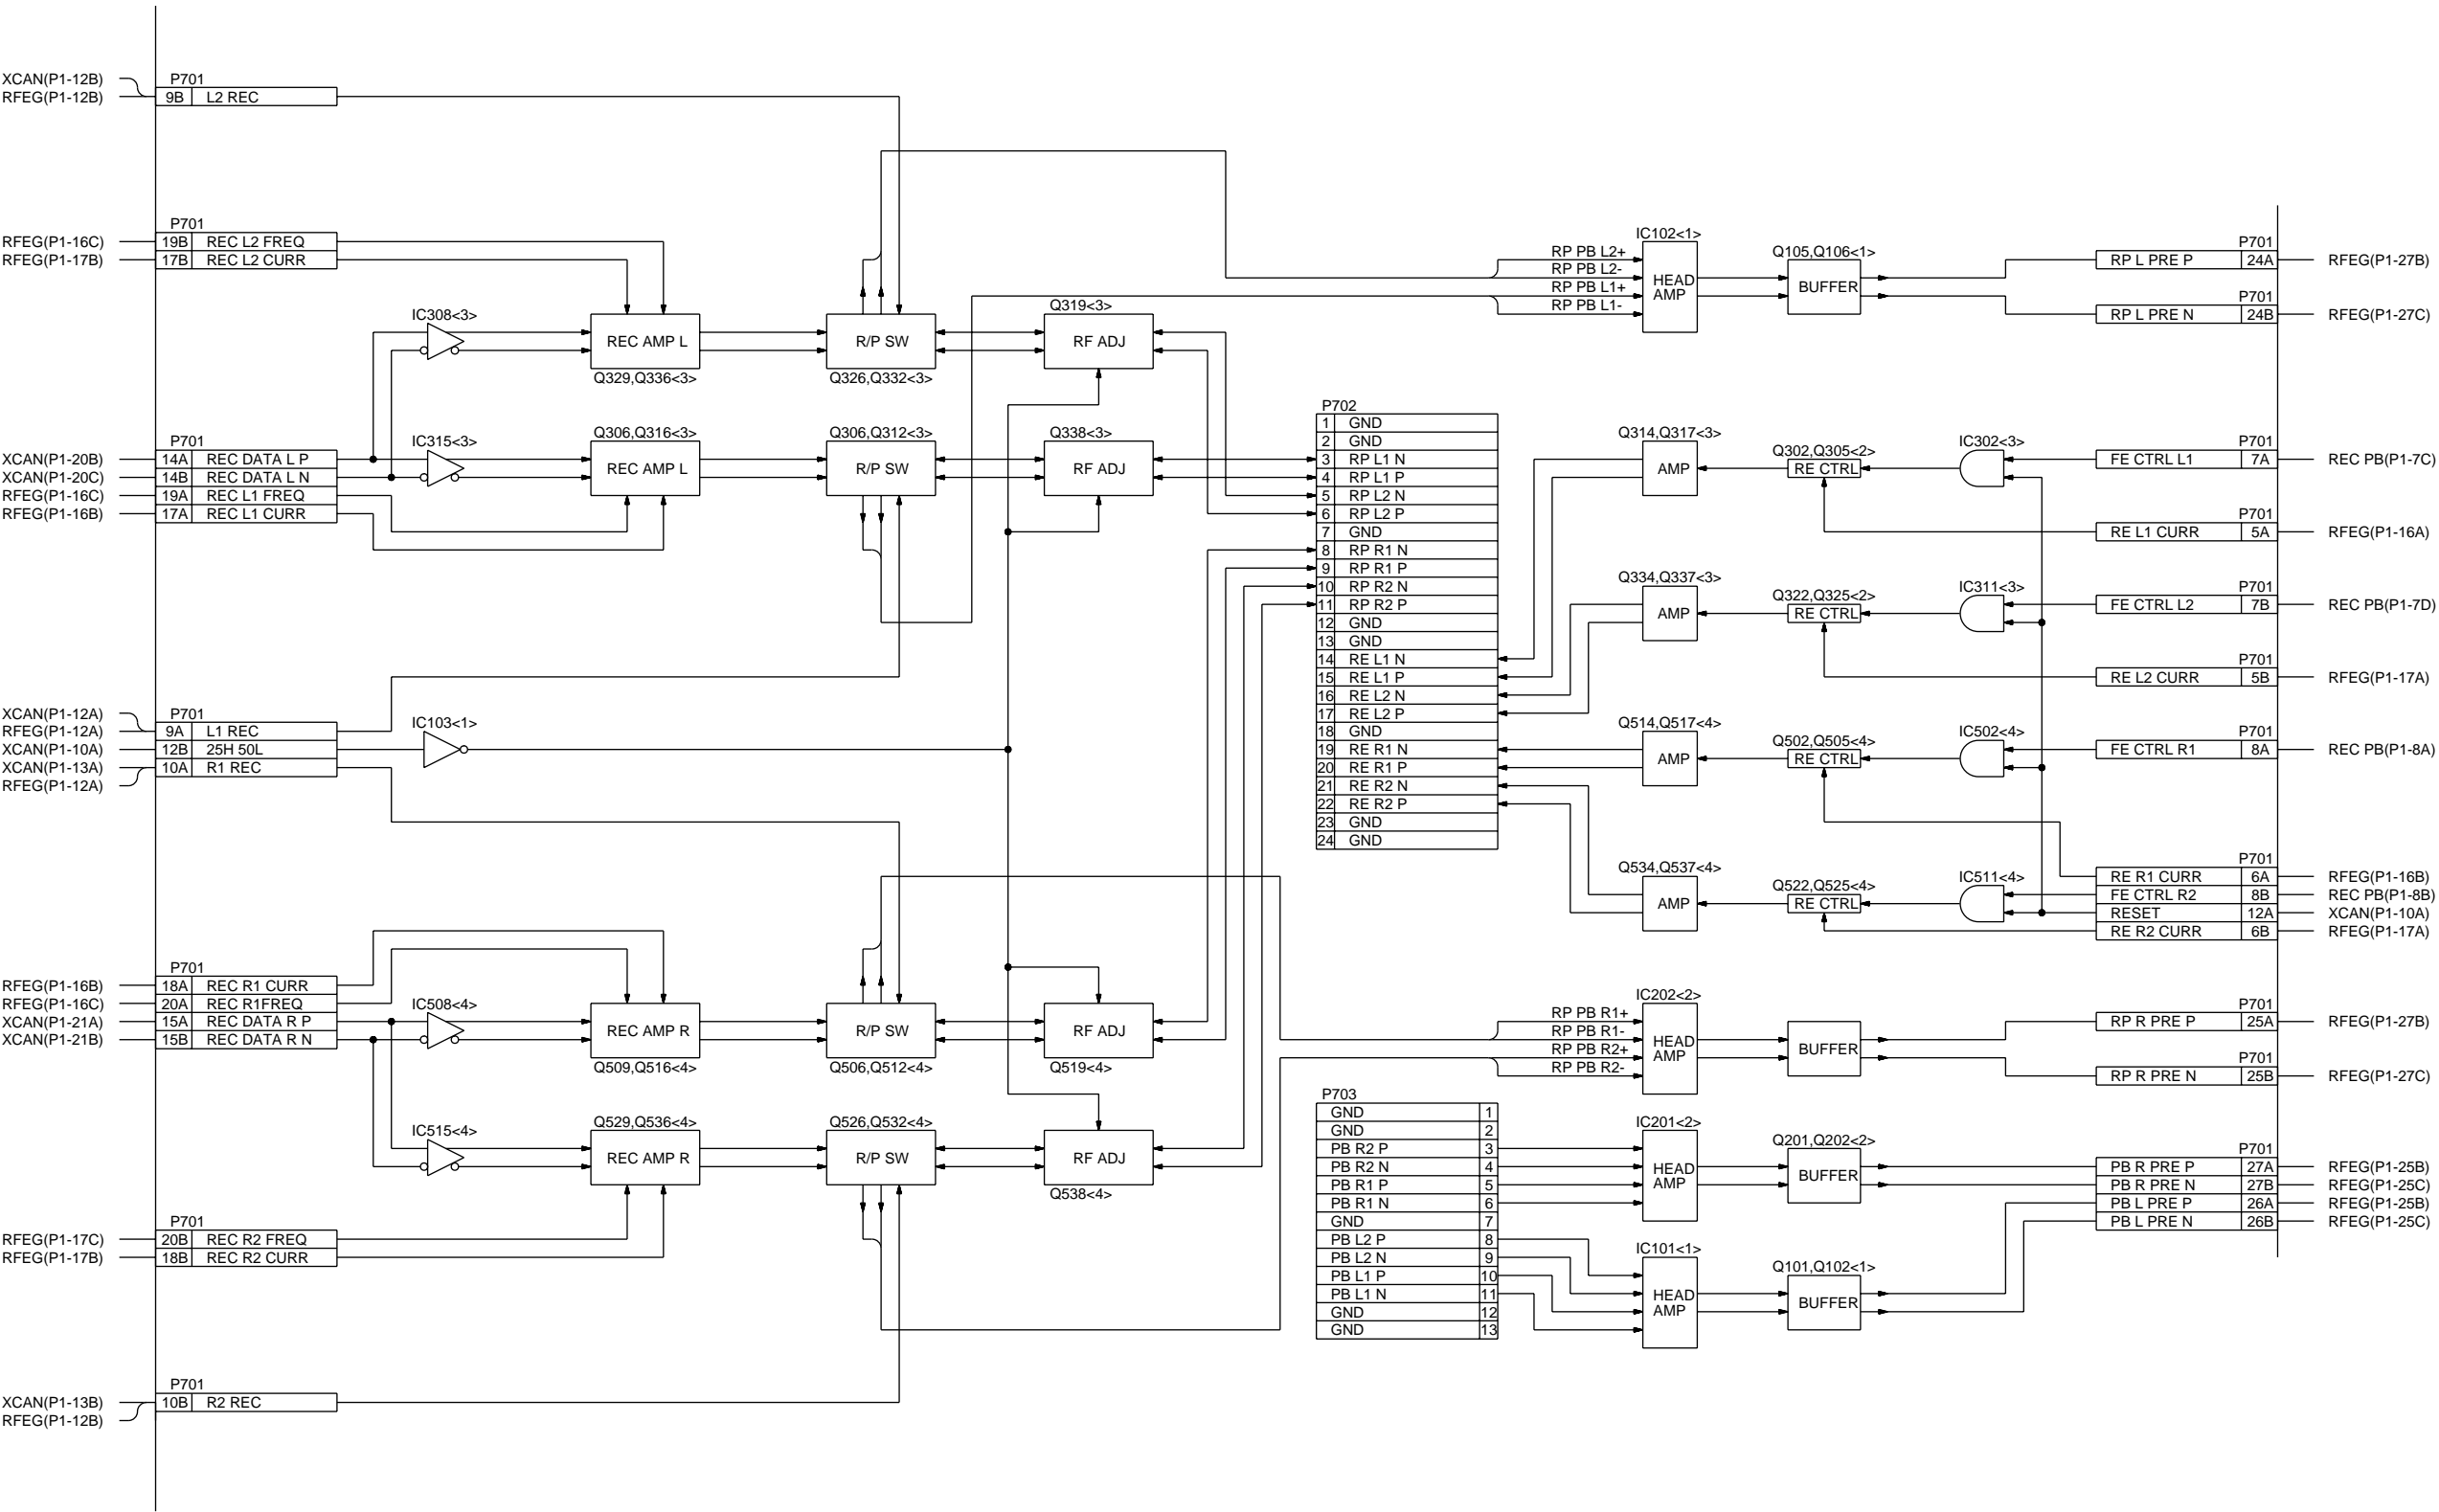 XCAN(P1-12B)
RFEG(P1-12B)
P701
9B L2 REC
RFEG(P1-16C)
RFEG(P1-17B)
P701
19B REC L2 FREQ
17B REC L2 CURR
IC308<3>
REC AMP L
Q329,Q336<3>
R/P SW
Q326,Q332<3>
Q319<3>
RF ADJ
XCAN(P1-20B)
XCAN(P1-20C)
RFEG(P1-16C)
RFEG(P1-16B)
P701
14A REC DATA L P
14B REC DATA L N
19A REC L1 FREQ
17A REC L1 CURR
IC315<3>
Q306,Q316<3>
REC AMP L
Q306,Q312<3>
R/P SW
Q338<3>
RF ADJ
XCAN(P1-12A)
RFEG(P1-12A)
XCAN(P1-10A)
XCAN(P1-13A)
RFEG(P1-12A)
P701
9A L1 REC
12B 25H 50L
10A R1 REC
IC103<1>
RFEG(P1-16B)
RFEG(P1-16C)
XCAN(P1-21A)
XCAN(P1-21B)
P701
18A REC R1 CURR
20A REC R1FREQ
15A REC DATA R P
15B REC DATA R N
IC508<4>
REC AMP R
Q509,Q516<4>
R/P SW
Q506,Q512<4>
RF ADJ
Q519<4>
IC515<4>
Q529,Q536<4>
REC AMP R
Q526,Q532<4>
R/P SW
RF ADJ
Q538<4>
RFEG(P1-17C)
RFEG(P1-17B)
P701
20B REC R2 FREQ
18B REC R2 CURR
XCAN(P1-13B)
RFEG(P1-12B)
P701
10B R2 REC
P702
1 GND
2 GND
3 RP L1 N
4 RP L1 P
5 RP L2 N
6 RP L2 P
7 GND
8 RP R1 N
9 RP R1 P
10 RP R2 N
11 RP R2 P
12 GND
13 GND
14 RE L1 N
15 RE L1 P
16 RE L2 N
17 RE L2 P
18 GND
19 RE R1 N
20 RE R1 P
21 RE R2 N
22 RE R2 P
23 GND
24 GND
P703
GND 1
GND 2
PB R2 P 3
PB R2 N 4
PB R1 P 5
PB R1 N 6
GND 7
PB L2 P 8
PB L2 N 9
PB L1 P 10
PB L1 N 11
GND 12
GND 13
RP PB L2+
RP PB L2-
RP PB L1+
RP PB L1-
IC102<1>
HEAD
AMP
Q105,Q106<1>
BUFFER
P701
RP L PRE P 24A
RFEG(P1-27B)
P701
RP L PRE N 24B
RFEG(P1-27C)
Q314,Q317<3>
AMP
Q302,Q305<2>
RE CTRL
IC302<3>
P701
FE CTRL L1 7A
REC PB(P1-7C)
P701
RE L1 CURR 5A
RFEG(P1-16A)
Q334,Q337<3>
AMP
Q322,Q325<2>
RE CTRL
IC311<3>
P701
FE CTRL L2 7B
REC PB(P1-7D)
P701
RE L2 CURR 5B
RFEG(P1-17A)
Q514,Q517<4>
AMP
Q502,Q505<4>
RE CTRL
IC502<4>
P701
FE CTRL R1 8A
REC PB(P1-8A)
Q534,Q537<4>
AMP
Q522,Q525<4>
RE CTRL
IC511<4>
P701
RE R1 CURR 6A
FE CTRL R2 8B
RESET 12A
RE R2 CURR 6B
RFEG(P1-16B)
REC PB(P1-8B)
XCAN(P1-10A)
RFEG(P1-17A)
RP PB R1+
RP PB R1-
RP PB R2+
RP PB R2-
IC202<2>
HEAD
AMP
BUFFER
P701
RP R PRE P 25A
RFEG(P1-27B)
P701
RP R PRE N 25B
RFEG(P1-27C)
IC201<2>
HEAD
AMP
Q201,Q202<2>
BUFFER
P701
PB R PRE P 27A
PB R PRE N 27B
PB L PRE P 26A
PB L PRE N 26B
RFEG(P1-25B)
RFEG(P1-25C)
RFEG(P1-25B)
RFEG(P1-25C)
IC101<1>
HEAD
AMP
Q101,Q102<1>
BUFFER